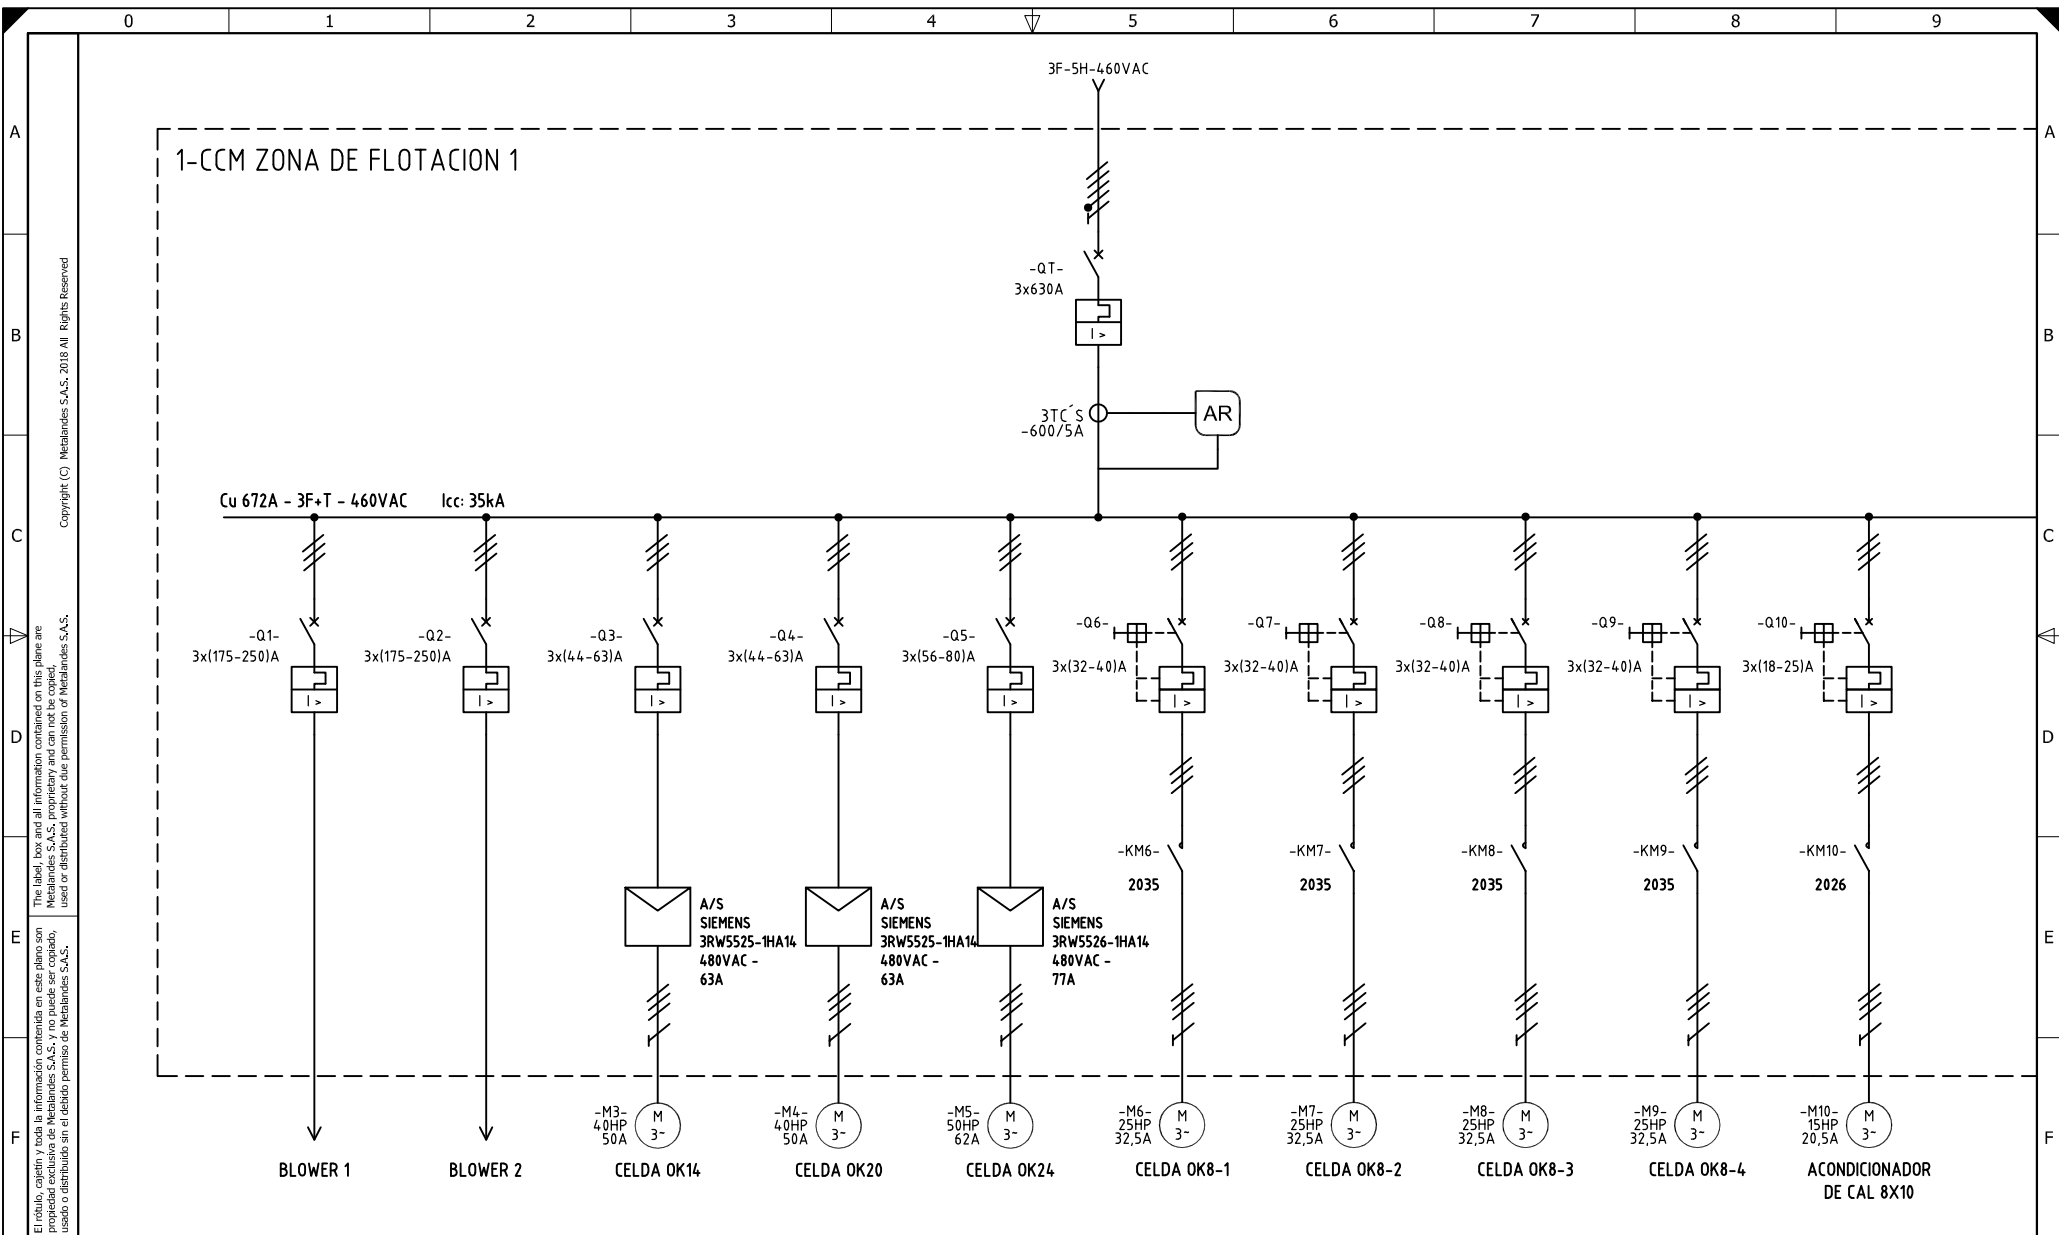 0 1 2 3 4 5 6 7 8 9
3F-5H-460VAC
A A
1-CCM ZONA DE FLOTACION 1
-QT-
3x630A
I >
B B
3TC´S
-600/5A
AR
Cu 672A - 3F+T - 460VAC Icc: 35kA
C C
-Q1-
3x(175-250)A
I >
-Q2-
3x(175-250)A
I >
-Q3-
3x(44-63)A
I >
-Q4-
3x(44-63)A
I >
-Q5-
3x(56-80)A
I >
-Q6-
3x(32-40)A
I >
-Q7-
3x(32-40)A
I >
-Q8-
3x(32-40)A
I >
-Q9-
3x(32-40)A
I >
-Q10-
3x(18-25)A
I >
D D
-KM6-
2035
-KM7-
2035
-KM8-
2035
-KM9-
2035
-KM10-
2026
A/S
SIEMENS
3RW5525-1HA14
480VAC -
63A
A/S
SIEMENS
3RW5525-1HA14
480VAC -
63A
A/S
SIEMENS
3RW5526-1HA14
480VAC -
77A
E E
-M3-
40HP
50A
M
3~
-M4-
40HP
50A
M
3~
-M5-
50HP
62A
M
3~
-M6-
25HP
32,5A
M
3~
-M7-
25HP
32,5A
M
3~
-M8-
25HP
32,5A
M
3~
-M9-
25HP
32,5A
M
3~
-M10-
15HP
20,5A
M
3~
F F
BLOWER 1
BLOWER 2
CELDA OK14
CELDA OK20
CELDA OK24
CELDA OK8-1
CELDA OK8-2
CELDA OK8-3
CELDA OK8-4
ACONDICIONADOR
DE CAL 8X10
Copyright (C) Metalandes S.A.S. 2018 All Rights Reserved
The label, box and all information contained on this plane are
Metalandes S.A.S. proprietary and can not be copied,
used or distributed without due permission of Metalandes S.A.S.
El rótulo, cajetín y toda la información contenida en este plano son
propiedad exclusiva de Metalandes S.A.S. y no puede ser copiado,
usado o distribuido sin el debido permiso de Metalandes S.A.S.